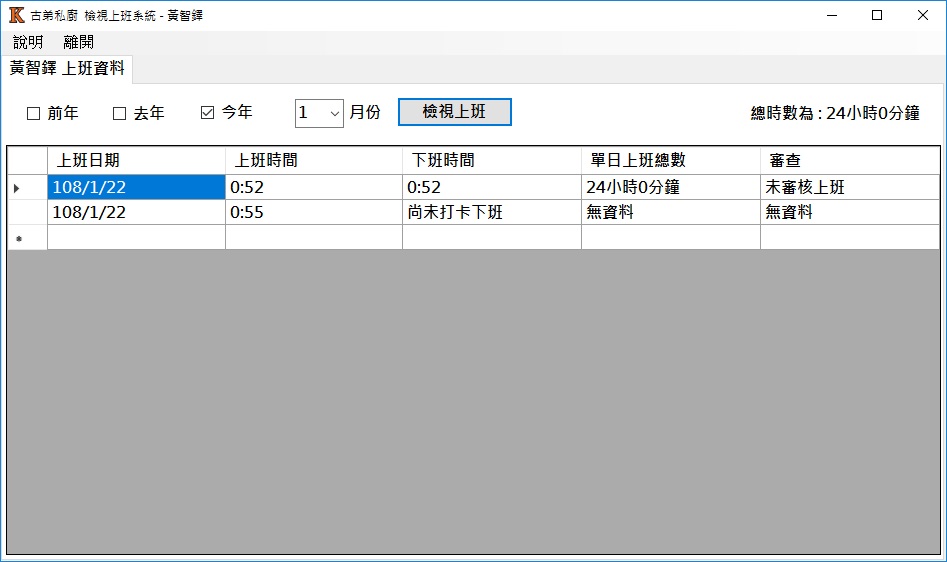 古弟私廚 檢視上班系統 - 黃智鐸
說明 離開
黃智鐸 上班資料
前年 去年 今年 1 月份 檢視上班 總時數為 : 24小時0分鐘
上班日期 上班時間 下班時間 單日上班總數 審查
108/1/22 0:52 0:52 24小時0分鐘 未審核上班
108/1/22 0:55 尚未打卡下班 無資料 無資料